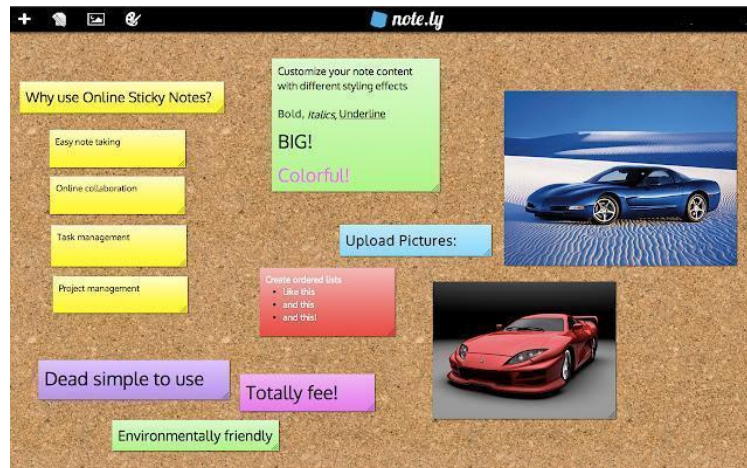 note.ly
Why use Online Sticky Notes?
Easy note taking
Online collaboration
Task management
Project management
Customize your note content
with different styling effects
Bold, Italics, Underline
BIG!
Colorful!
Upload Pictures:
Create ordered lists
• Like this
• and this
• and this!
Dead simple to use
Totally fee!
Environmentally friendly